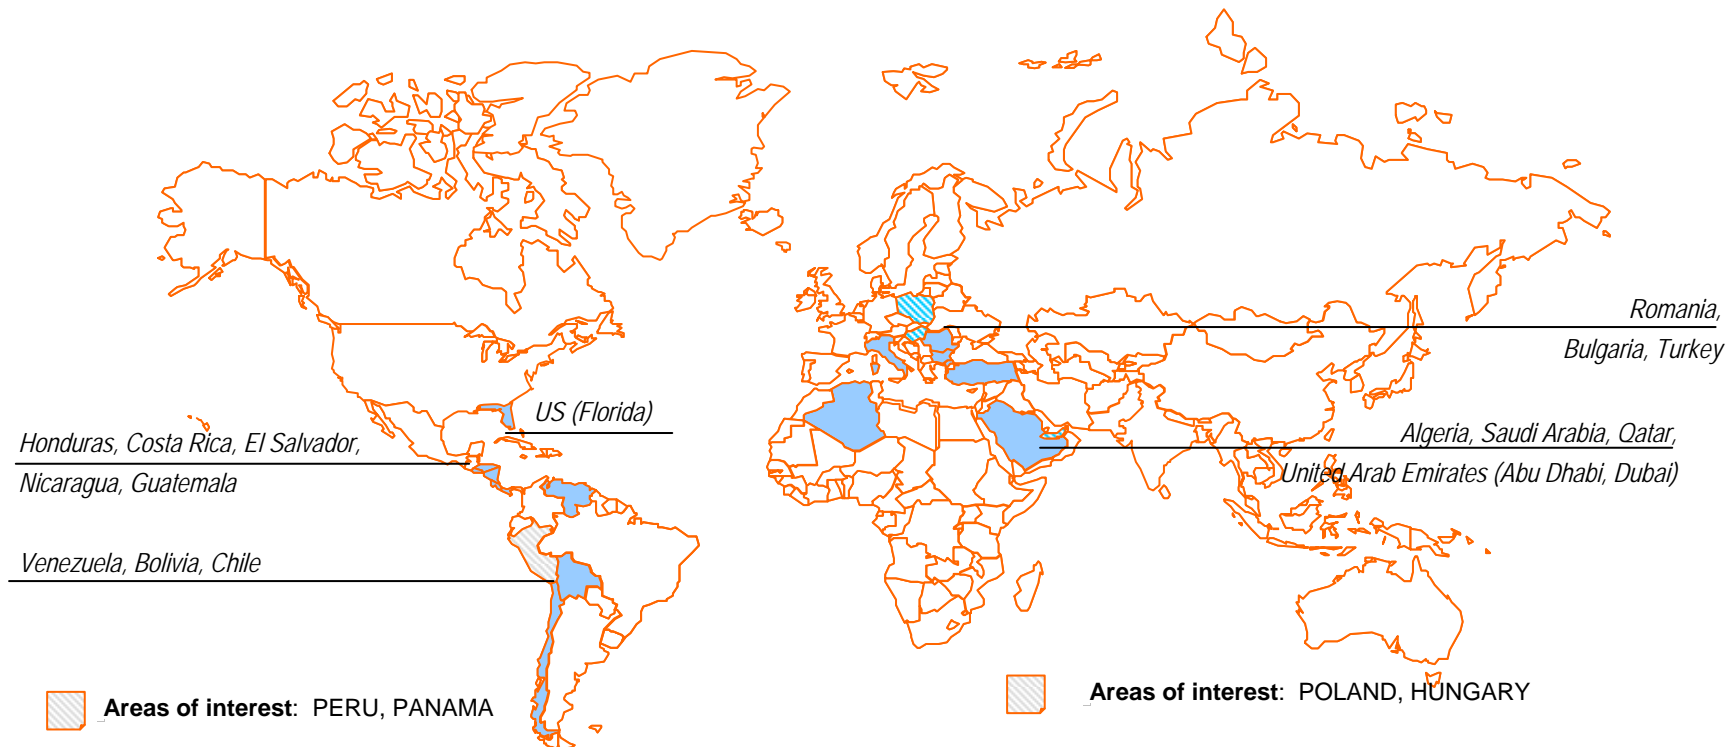 Romania,
Bulgaria, Turkey
US (Florida)
Honduras, Costa Rica, El Salvador,
Nicaragua, Guatemala
Algeria, Saudi Arabia, Qatar,
United Arab Emirates (Abu Dhabi, Dubai)
Venezuela, Bolivia, Chile
Areas of interest: PERU, PANAMA
Areas of interest: POLAND, HUNGARY